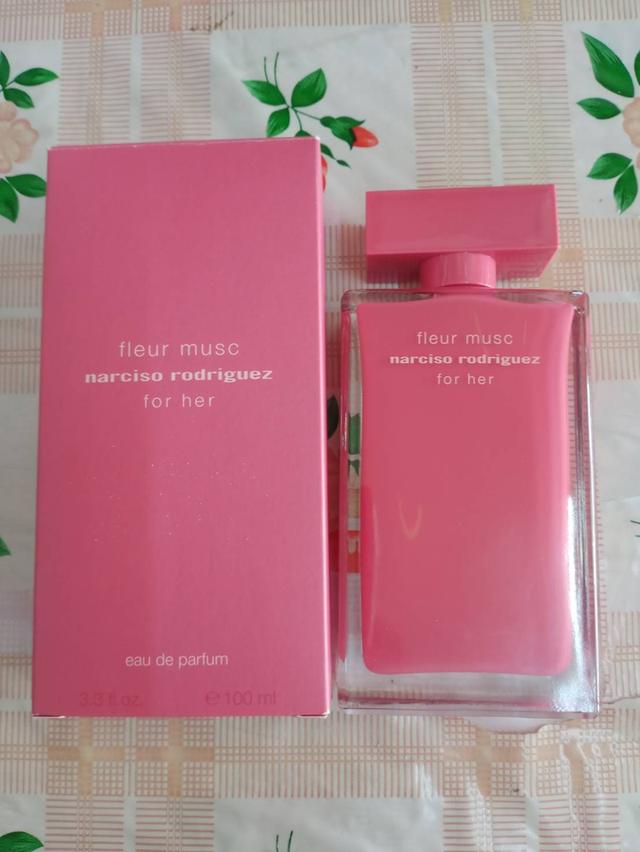 fleur musc
narciso rodriguez
for her
eau de parfum
3.3 fl.oz. ℮ 100 ml
fleur musc
narciso rodriguez
for her